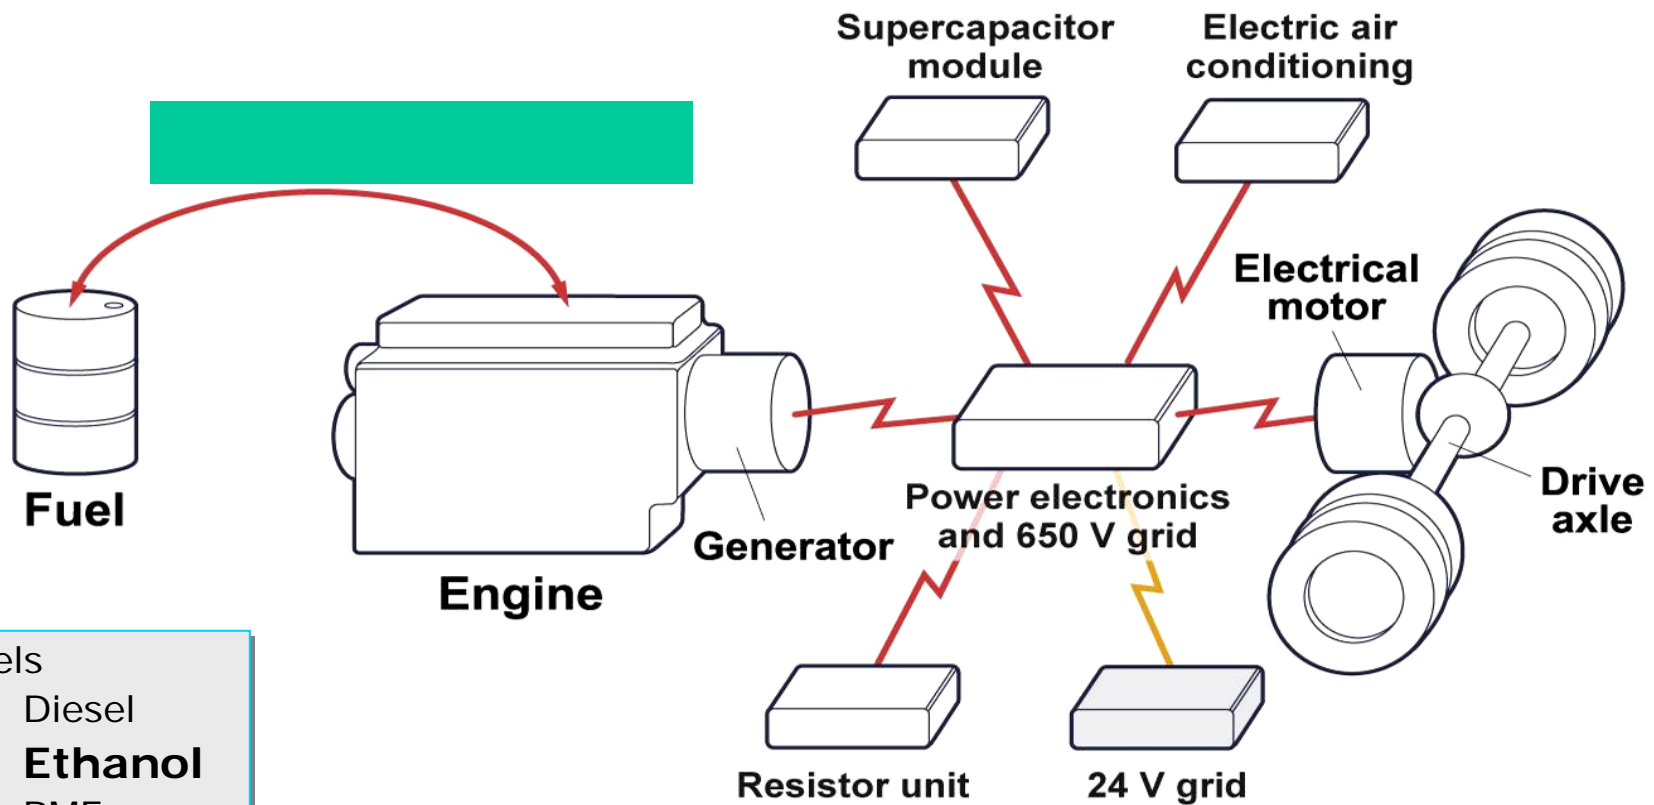 Supercapacitor
module
Electric air
conditioning
Electrical
motor
Fuel
Engine
Generator
Power electronics
and 650 V grid
Drive
axle
Resistor unit
24 V grid
Diesel
Ethanol